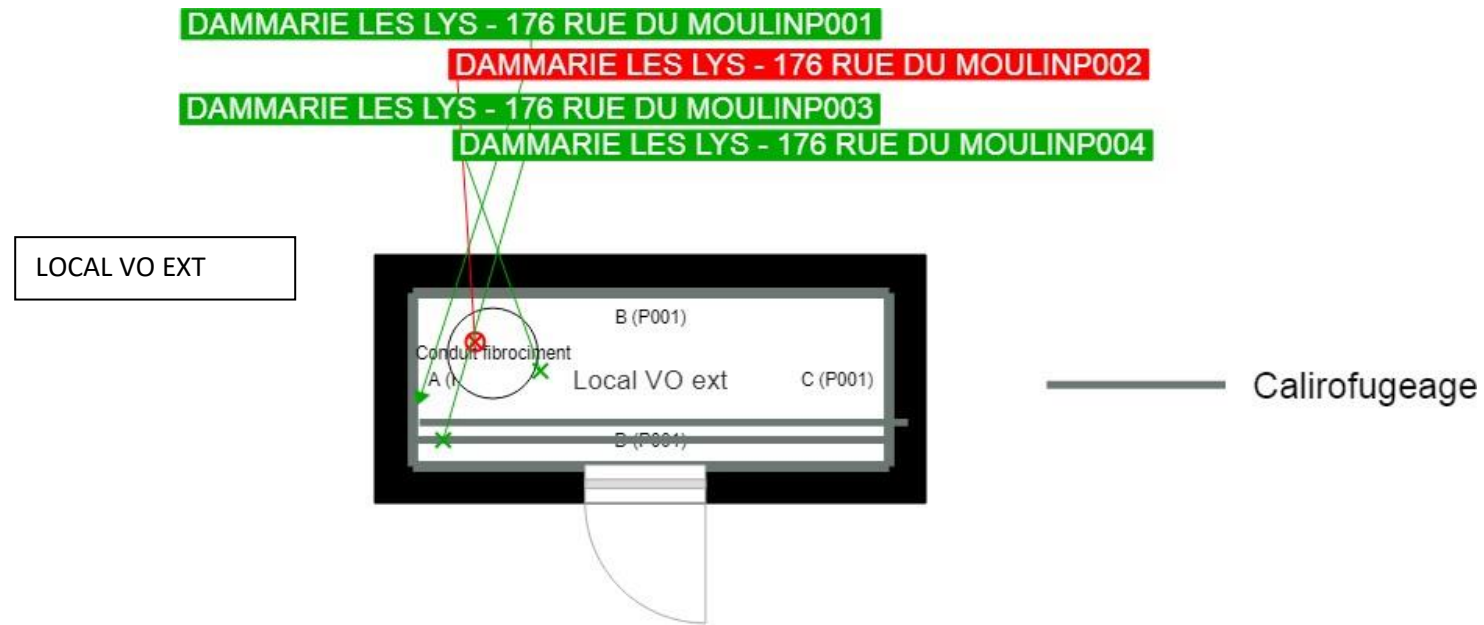 DAMMARIE LES LYS - 176 RUE DU MOULINP001
DAMMARIE LES LYS - 176 RUE DU MOULINP002
DAMMARIE LES LYS - 176 RUE DU MOULINP003
DAMMARIE LES LYS - 176 RUE DU MOULINP004
LOCAL VO EXT
B (P001)
Conduit fibrociment
A (
Local VO ext
C (P001)
Calirofugeage
D (P001)